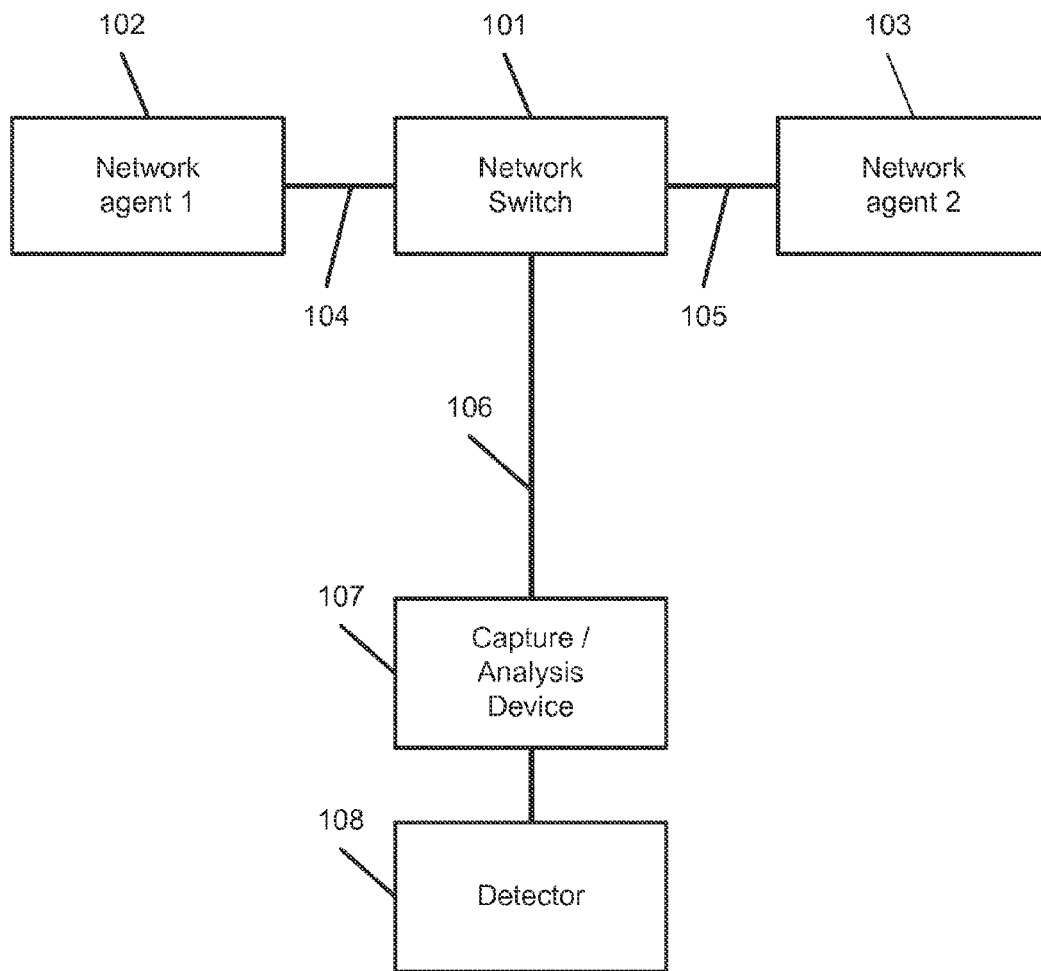 102
101
103
Network
agent 1
Network
Switch
Network
agent 2
104
105
106
107
Capture /
Analysis
Device
108
Detector